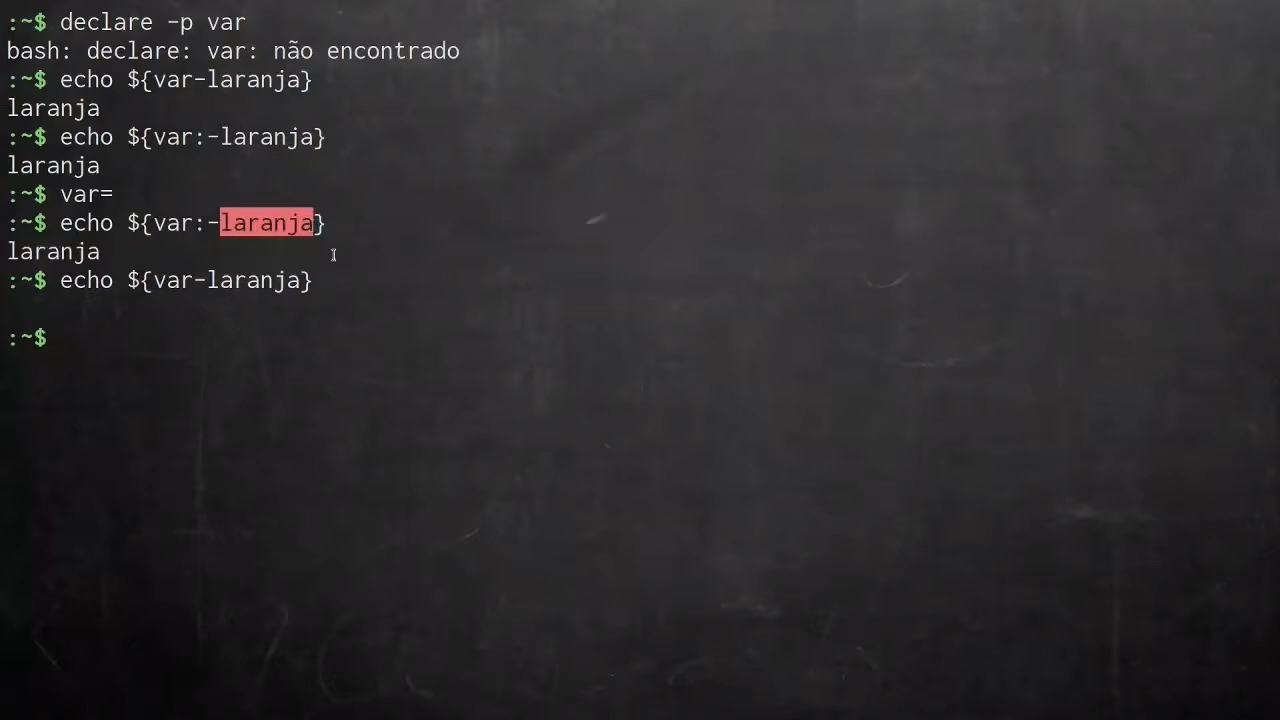 :~$ declare -p var
bash: declare: var: não encontrado
:~$ echo ${var-laranja}
laranja
:~$ echo ${var:-laranja}
laranja
:~$ var=
:~$ echo ${var:-laranja}
laranja
:~$ echo ${var-laranja}
:~$